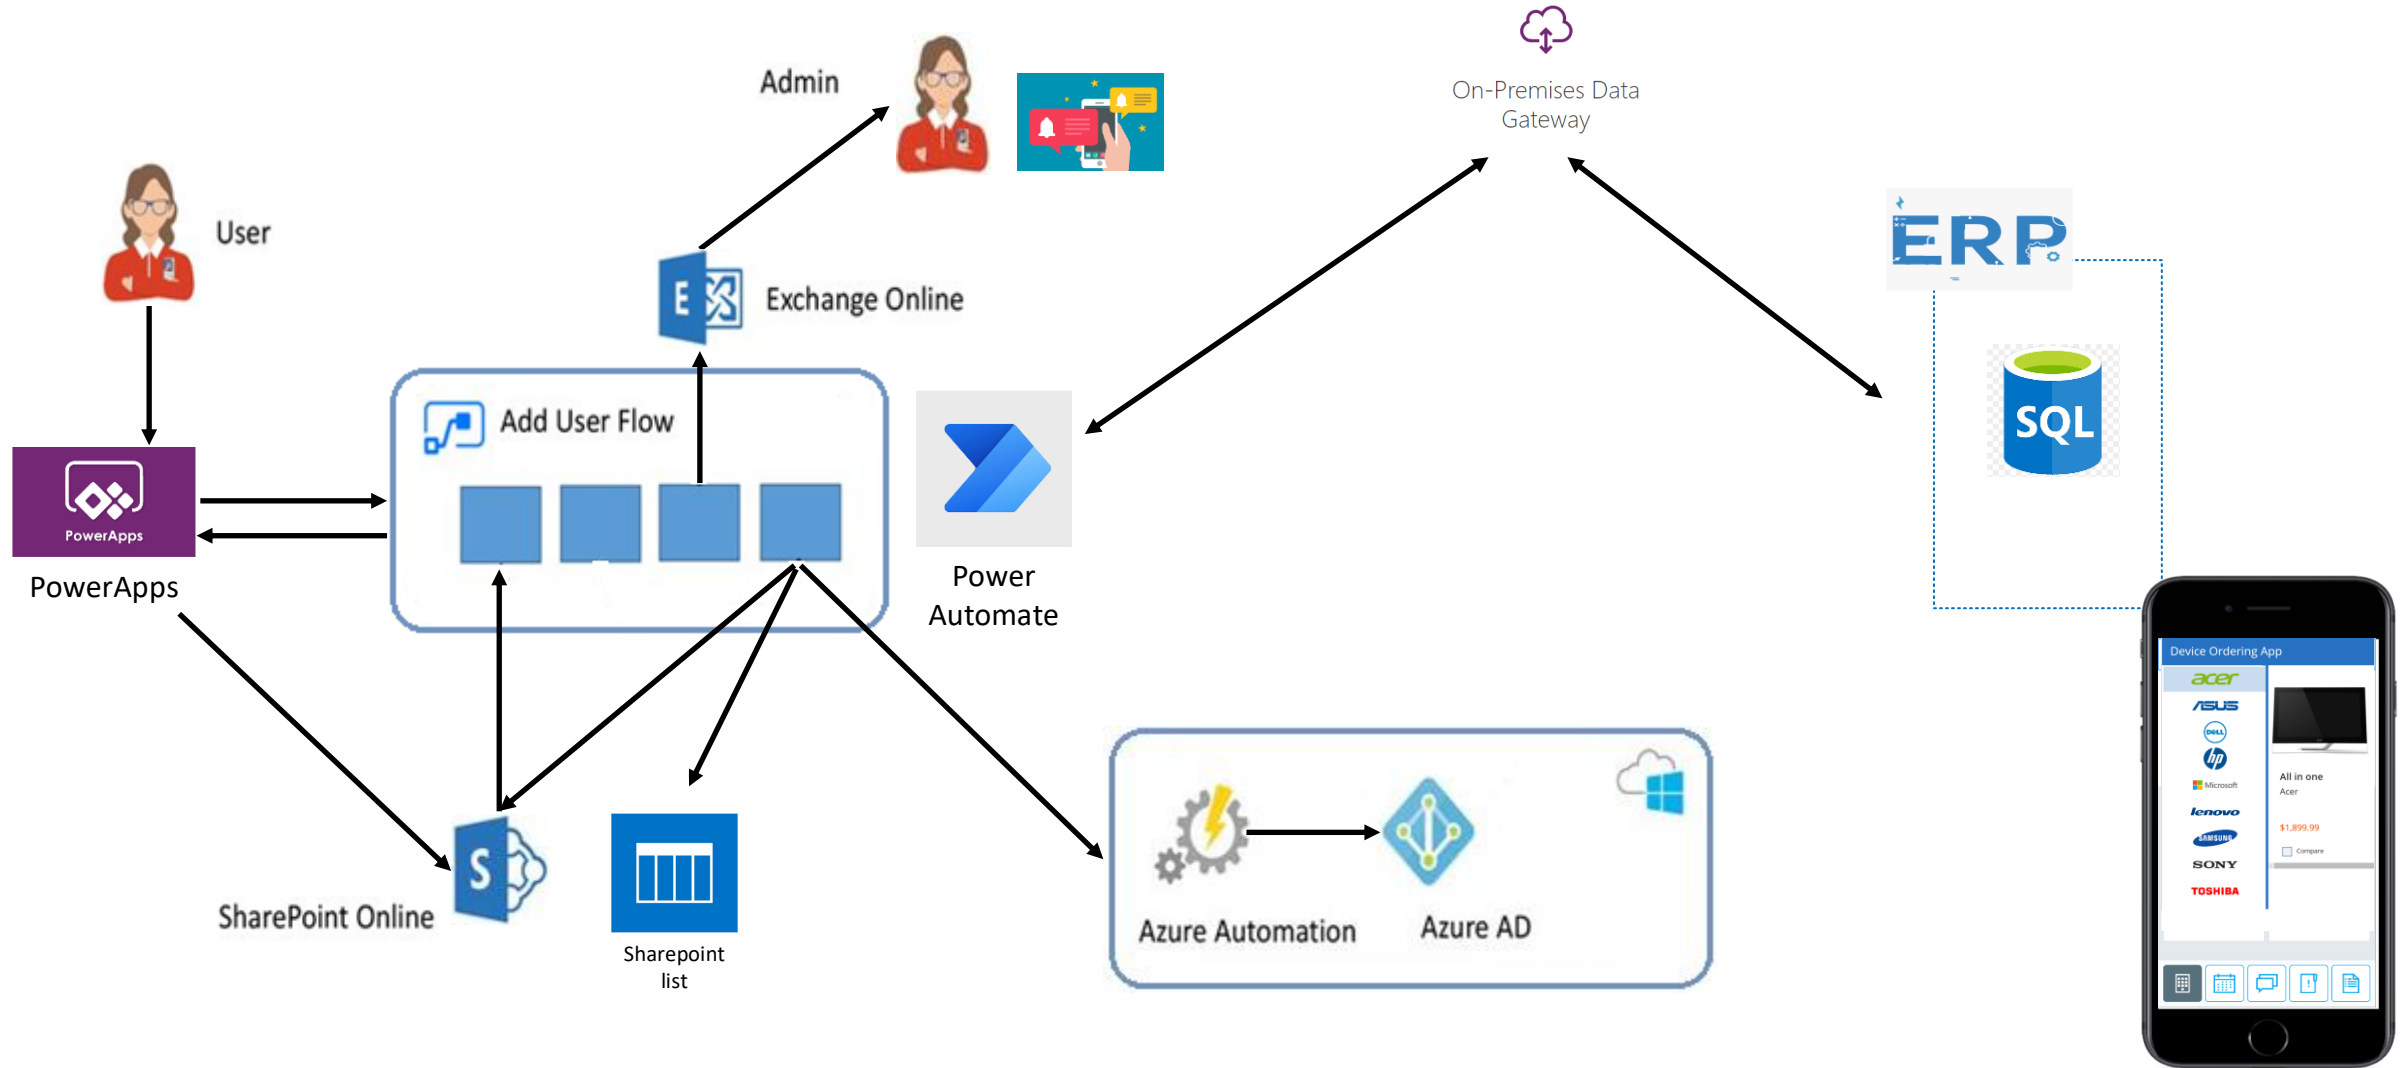 Admin
On-Premises Data
Gateway
User
ERP
E
Exchange Online
Add User Flow
SQL
PowerApps
PowerApps
Power
Automate
Device Ordering App
acer
ASUS
DELL
hp
Microsoft
lenovo
SAMSUNG
SONY
TOSHIBA
All in one
Acer
$1,899.99
Compare
S
SharePoint Online
Sharepoint
list
Azure Automation
Azure AD